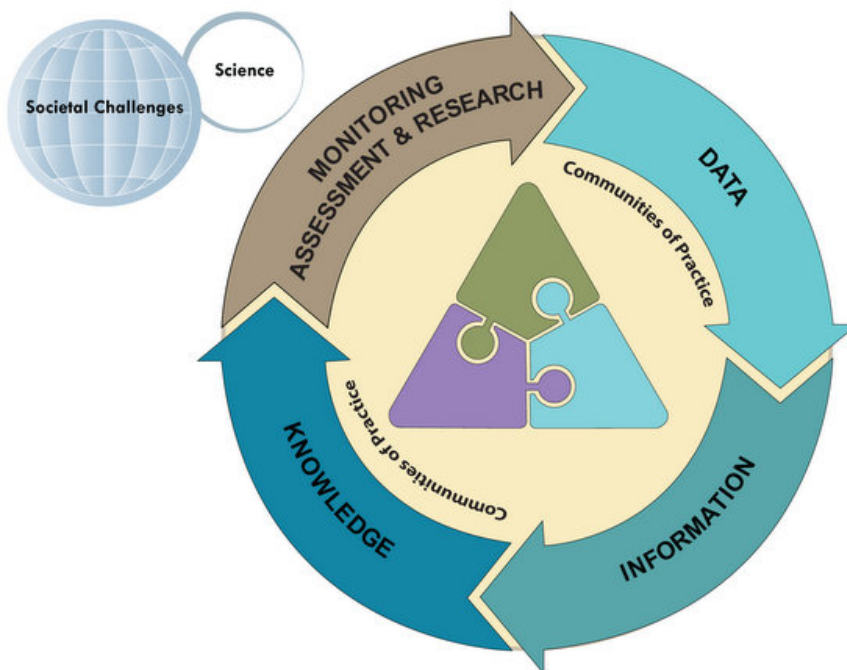 Science
Societal Challenges
MONITORING
ASSESSMENT & RESEARCH
DATA
Communities of Practice
INFORMATION
KNOWLEDGE
Communities of Practice